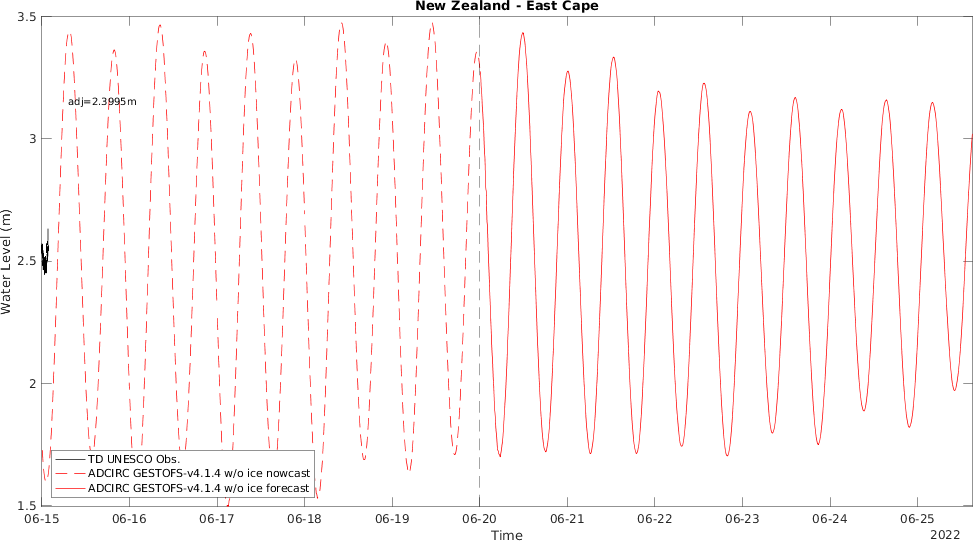 New Zealand - East Cape
3.5
3
2.5
2
1.5
Water Level (m)
adj=2.3995m
TD UNESCO Obs.
ADCIRC GESTOFS-v4.1.4 w/o ice nowcast
ADCIRC GESTOFS-v4.1.4 w/o ice forecast
06-15 06-16 06-17 06-18 06-19 06-20 06-21 06-22 06-23 06-24 06-25
Time
2022